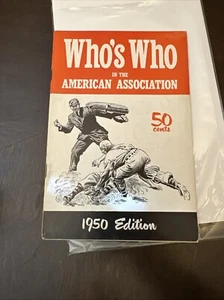 Who's Who
IN THE
AMERICAN ASSOCIATION
50
cents
1950 Edition